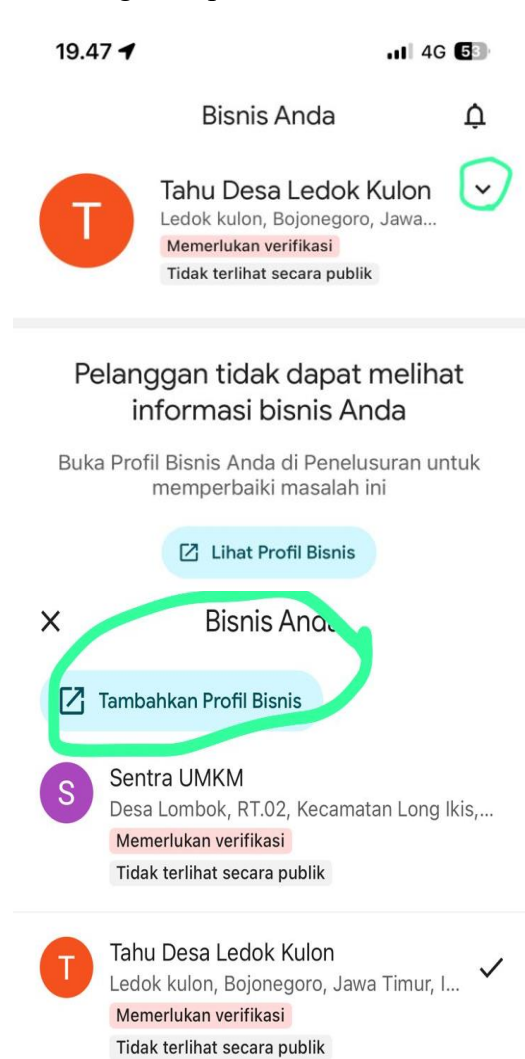 19.47
4G 53
Bisnis Anda
T
Tahu Desa Ledok Kulon
Ledok kulon, Bojonegoro, Jawa...
Memerlukan verifikasi
Tidak terlihat secara publik
Pelanggan tidak dapat melihat
informasi bisnis Anda
Buka Profil Bisnis Anda di Penelusuran untuk
memperbaiki masalah ini
Lihat Profil Bisnis
Bisnis Anda
Tambahkan Profil Bisnis
S
Sentra UMKM
Desa Lombok, RT.02, Kecamatan Long Ikis,...
Memerlukan verifikasi
Tidak terlihat secara publik
T
Tahu Desa Ledok Kulon
Ledok kulon, Bojonegoro, Jawa Timur, I...
Memerlukan verifikasi
Tidak terlihat secara publik